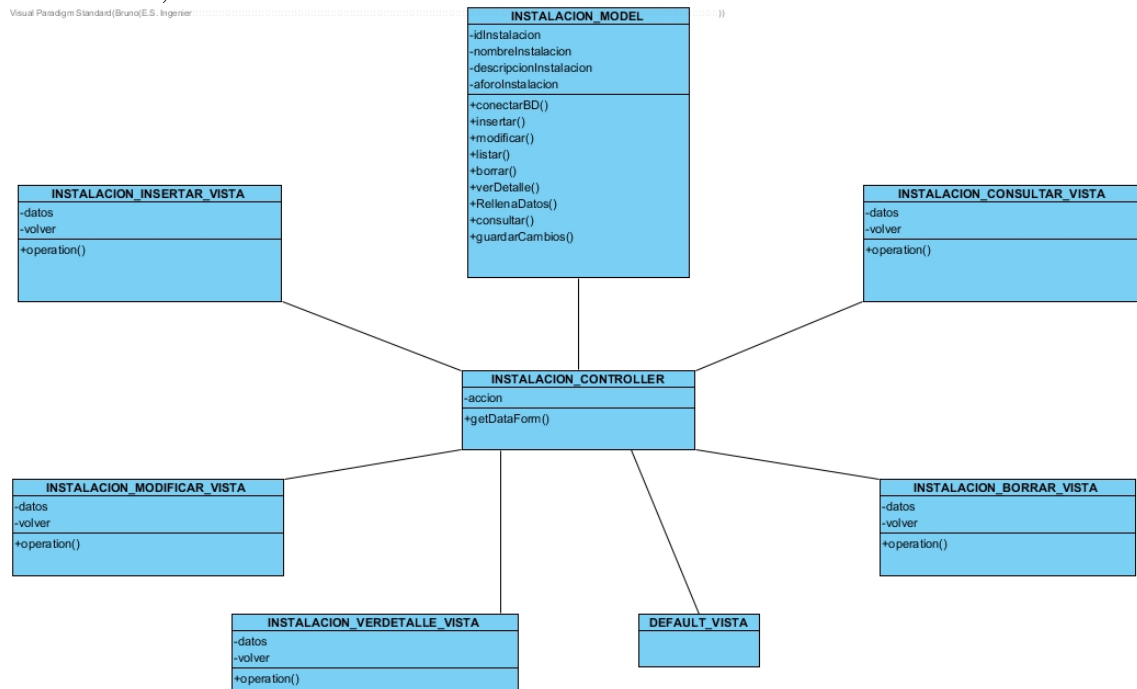 Visual Paradigm Standard(Bruno(E.S. Ingenier
))
INSTALACION_MODEL
-idInstalacion
-nombreInstalacion
-descripcionInstalacion
-aforoInstalacion
+conectarBD()
+insertar()
+modificar()
+listar()
+borrar()
+verDetalle()
+RellenaDatos()
+consultar()
+guardarCambios()
INSTALACION_INSERTAR_VISTA
-datos
-volver
+operation()
INSTALACION_CONSULTAR_VISTA
-datos
-volver
+operation()
INSTALACION_CONTROLLER
-accion
+getDataForm()
INSTALACION_MODIFICAR_VISTA
-datos
-volver
+operation()
INSTALACION_BORRAR_VISTA
-datos
-volver
+operation()
INSTALACION_VERDETALLE_VISTA
-datos
-volver
+operation()
DEFAULT_VISTA